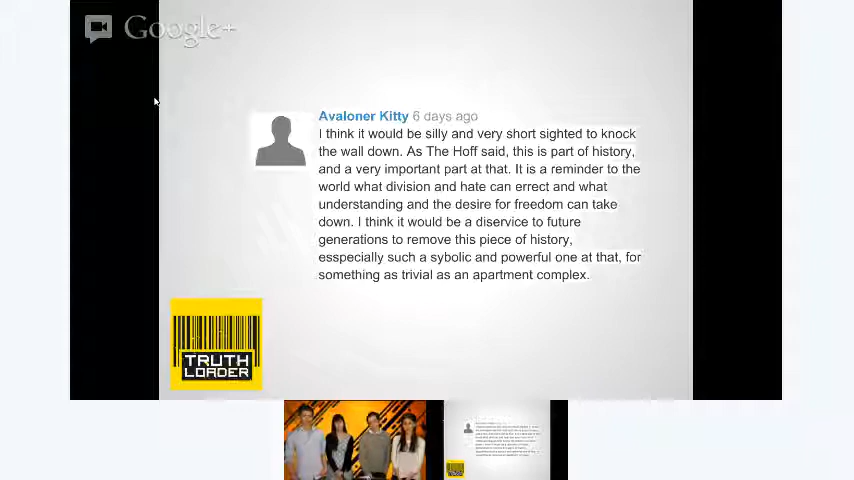 Google+
Avaloner Kitty 6 days ago
I think it would be silly and very short sighted to knock
the wall down. As The Hoff said, this is part of history,
and a very important part at that. It is a reminder to the
world what division and hate can errect and what
understanding and the desire for freedom can take
down. I think it would be a diservice to future
generations to remove this piece of history,
esspecially such a sybolic and powerful one at that, for
something as trivial as an apartment complex.
TRUTH
LOADER